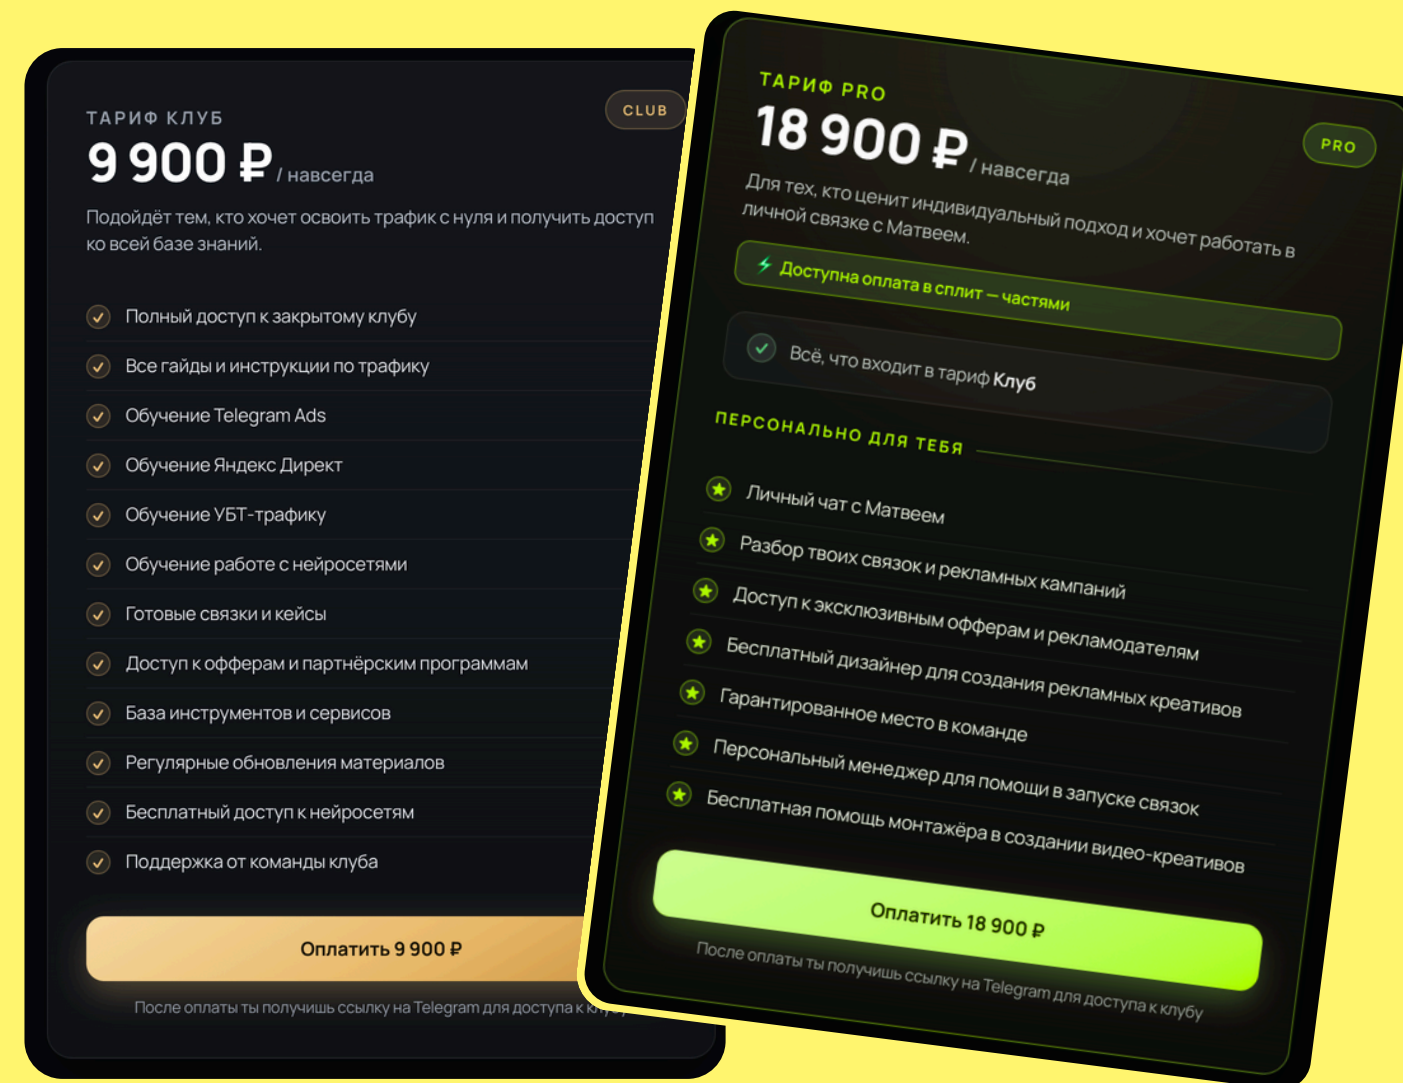 ТАРИФ КЛУБ
CLUB
9 900 ₽ / навсегда
Подойдёт тем, кто хочет освоить трафик с нуля и получить доступ
ко всей базе знаний.
Полный доступ к закрытому клубу
Все гайды и инструкции по трафику
Обучение Telegram Ads
Обучение Яндекс Директ
Обучение УБТ-трафику
Обучение работе с нейросетями
Готовые связки и кейсы
Доступ к офферам и партнёрским программам
База инструментов и сервисов
Регулярные обновления материалов
Бесплатный доступ к нейросетям
Поддержка от команды клуба
Оплатить 9 900 ₽
После оплаты ты получишь ссылку на Telegram для доступа к
ТАРИФ PRO
PRO
18 900 ₽ / навсегда
Для тех, кто ценит индивидуальный подход и хочет работать в
личной связке с Матвеем.
⚡ Доступна оплата в сплит — частями
Всё, что входит в тариф Клуб
ПЕРСОНАЛЬНО ДЛЯ ТЕБЯ
Личный чат с Матвеем
Разбор твоих связок и рекламных кампаний
Доступ к эксклюзивным офферам и рекламодателям
Бесплатный дизайнер для создания рекламных креативов
Гарантированное место в команде
Персональный менеджер для помощи в запуске связок
Бесплатная помощь монтажёра в создании видео-креативов
Оплатить 18 900 ₽
После оплаты ты получишь ссылку на Telegram для доступа к клубу